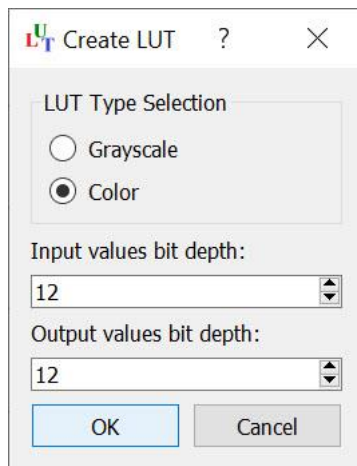 LUT Create LUT ?
LUT Type Selection
Grayscale
Color
Input values bit depth:
12
Output values bit depth:
12
OK Cancel